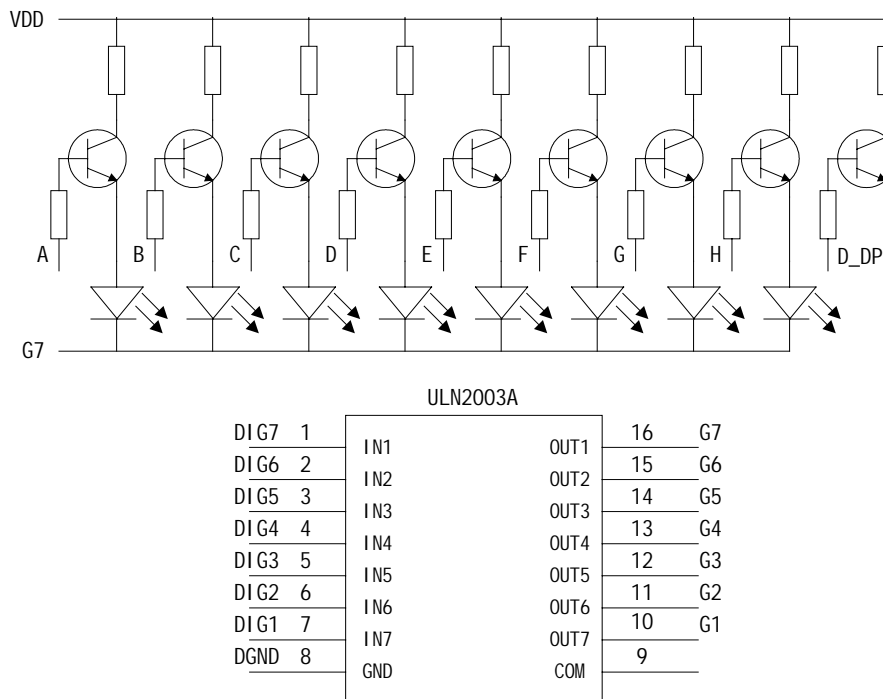 VDD
A B C D E F G H D_DP
G7
ULN2003A
DIG7 1 IN1 OUT1 16 G7
DIG6 2 IN2 OUT2 15 G6
DIG5 3 IN3 OUT3 14 G5
DIG4 4 IN4 OUT4 13 G4
DIG3 5 IN5 OUT5 12 G3
DIG2 6 IN6 OUT6 11 G2
DIG1 7 IN7 OUT7 10 G1
DGND 8 GND COM 9